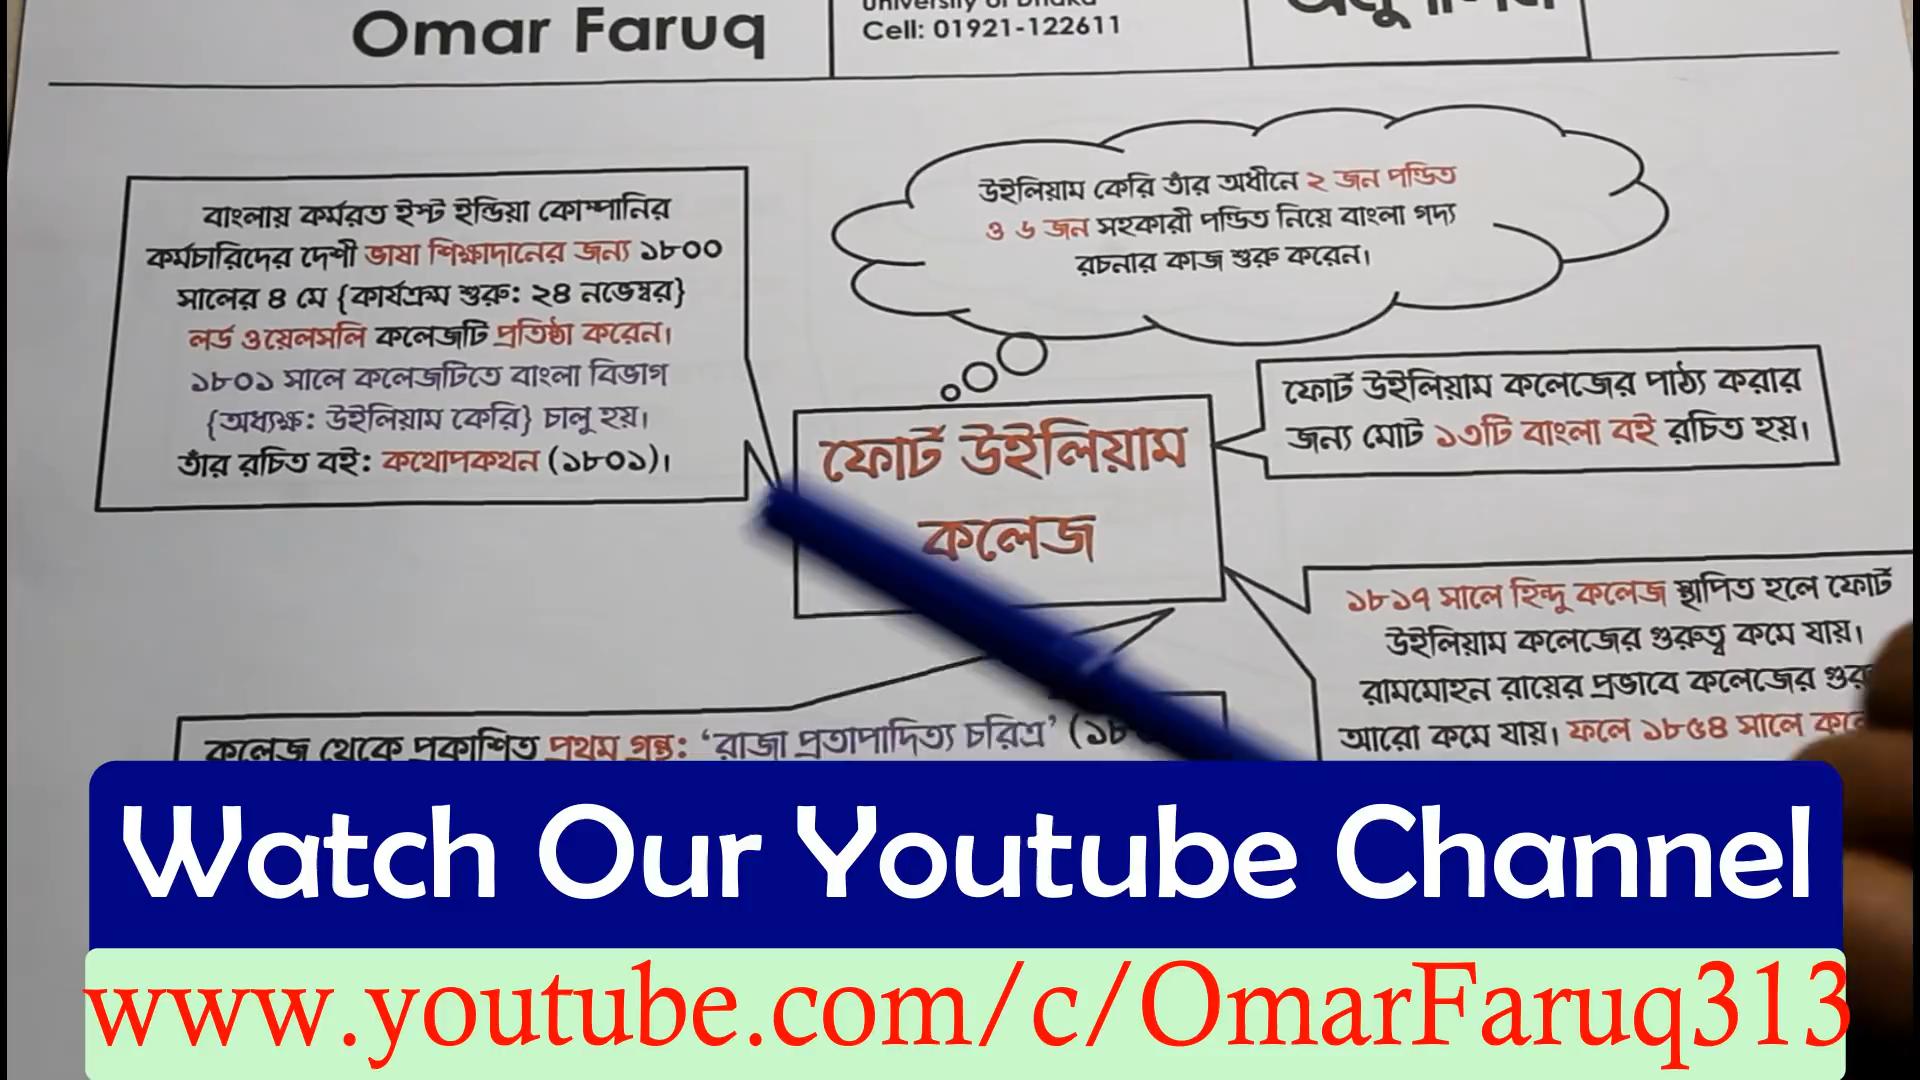 Omar Faruq
University of Dhaka
Cell: 01921-122611
উইলিয়াম কেরি তাঁর অধীনে ২ জন পন্ডিত
ও ৬ জন সহকারী পন্ডিত নিয়ে বাংলা গদ্য
রচনার কাজ শুরু করেন।
বাংলায় কর্মরত ইস্ট ইন্ডিয়া কোম্পানির
কর্মচারিদের দেশী ভাষা শিক্ষাদানের জন্য ১৮০০
সালের ৪ মে {কার্যক্রম শুরু: ২৪ নভেম্বর}
লর্ড ওয়েলসলি কলেজটি প্রতিষ্ঠা করেন।
১৮০১ সালে কলেজটিতে বাংলা বিভাগ
{অধ্যক্ষ: উইলিয়াম কেরি} চালু হয়।
তাঁর রচিত বই: কথোপকথন (১৮০১)।
ফোর্ট উইলিয়াম
কলেজ
ফোর্ট উইলিয়াম কলেজের পাঠ্য করার
জন্য মোট ১৩টি বাংলা বই রচিত হয়।
১৮১৭ সালে হিন্দু কলেজ স্থাপিত হলে ফোর্ট
উইলিয়াম কলেজের গুরুত্ব কমে যায়।
রামমোহন রায়ের প্রভাবে কলেজের
আরো কমে যায়। ফলে ১৮৫৪ সালে
কলেজ থেকে প্রকাশিত প্রথম গ্রন্থ: ‘রাজা প্রতাপাদিত্য চরিত্র’
Watch Our Youtube Channel
www.youtube.com/c/OmarFaruq313